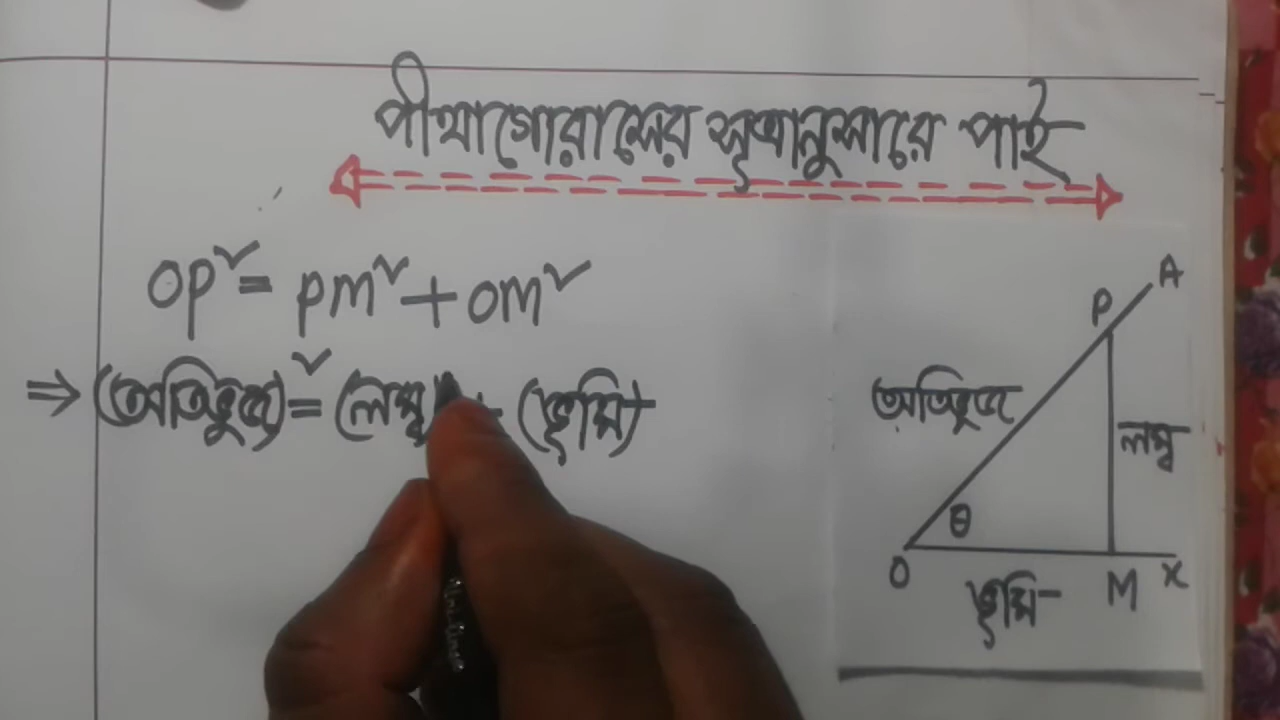 পীথাগোরাসের সূত্রানুসারে পাই
OP² = PM² + OM²
⇒ (অতিভুজ)² = (লম্ব) + (ভূমি)
A
P
অতিভুজ
লম্ব
θ
O
M
X
ভূমি